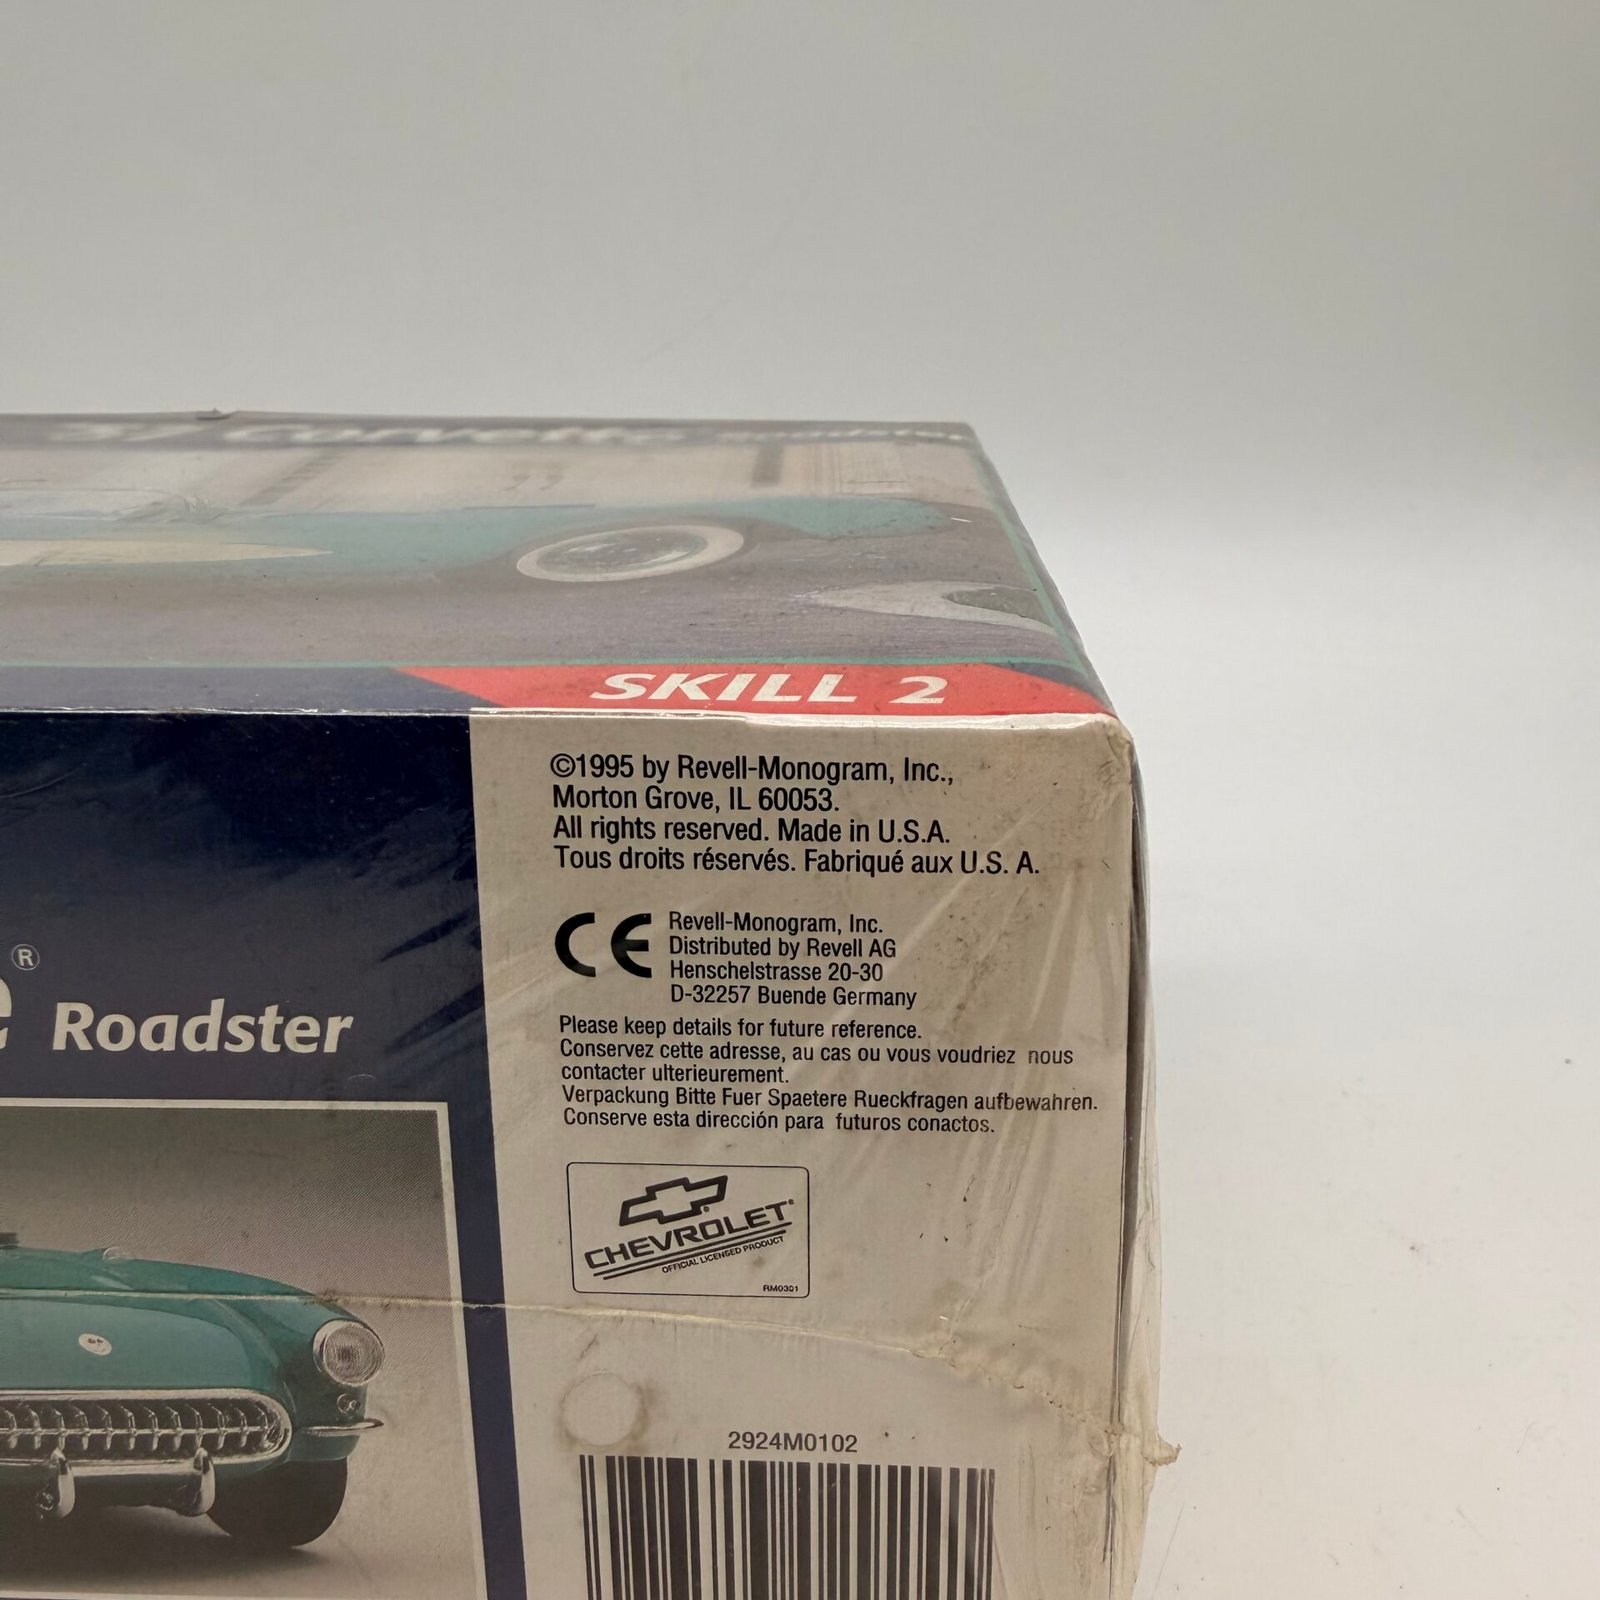 57 Corvette
SKILL 2
©1995 by Revell-Monogram, Inc.,
Morton Grove, IL 60053.
All rights reserved. Made in U.S.A.
Tous droits réservés. Fabriqué aux U.S. A.
CE
Revell-Monogram, Inc.
Distributed by Revell AG
Henschelstrasse 20-30
D-32257 Buende Germany
Please keep details for future reference.
Conservez cette adresse, au cas ou vous voudriez nous
contacter ulterieurement.
Verpackung Bitte Fuer Spaetere Rueckfragen aufbewahren.
Conserve esta dirección para futuros conactos.
e® Roadster
CHEVROLET®
OFFICIAL LICENSED PRODUCT
RM0301
2924M0102